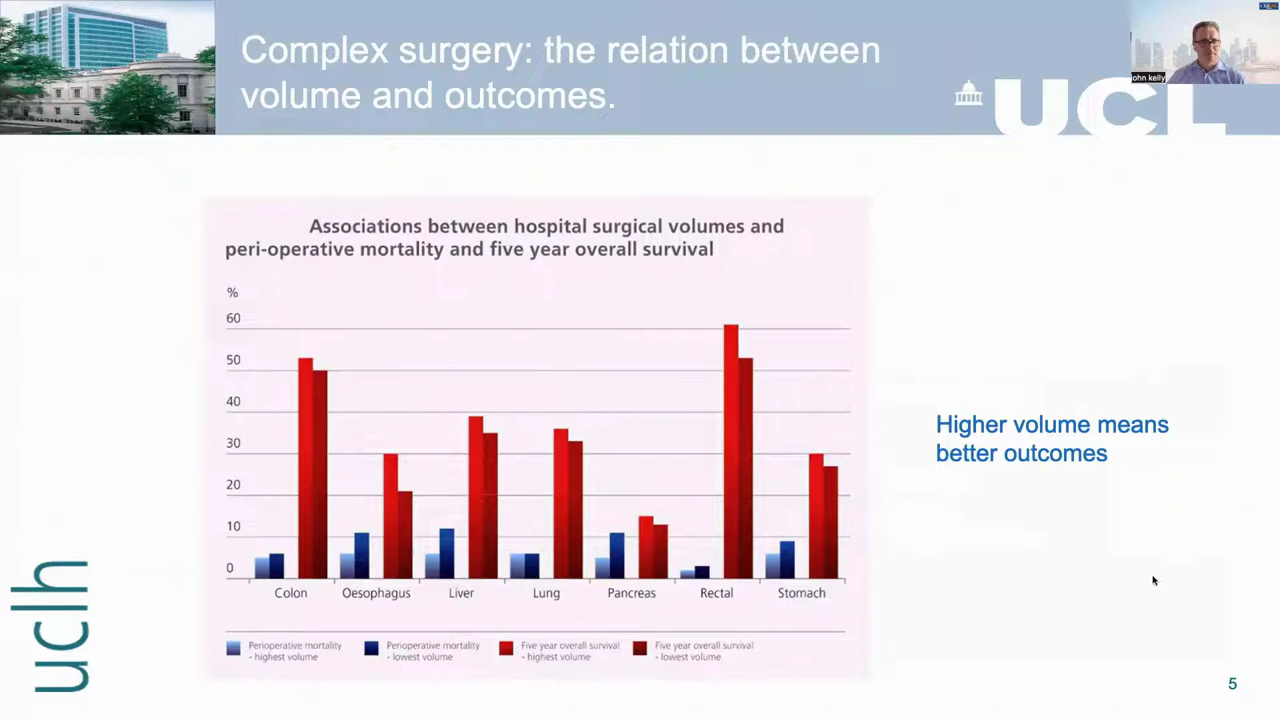 Complex surgery: the relation between
volume and outcomes.
john kelly
UCL
Associations between hospital surgical volumes and
peri-operative mortality and five year overall survival
%
60
50
40
30
20
10
0
Colon Oesophagus Liver Lung Pancreas Rectal Stomach
Perioperative mortality
- highest volume
Perioperative mortality
- lowest volume
Five year overall survival
- highest volume
Five year overall survival
- lowest volume
Higher volume means
better outcomes
uclh
5